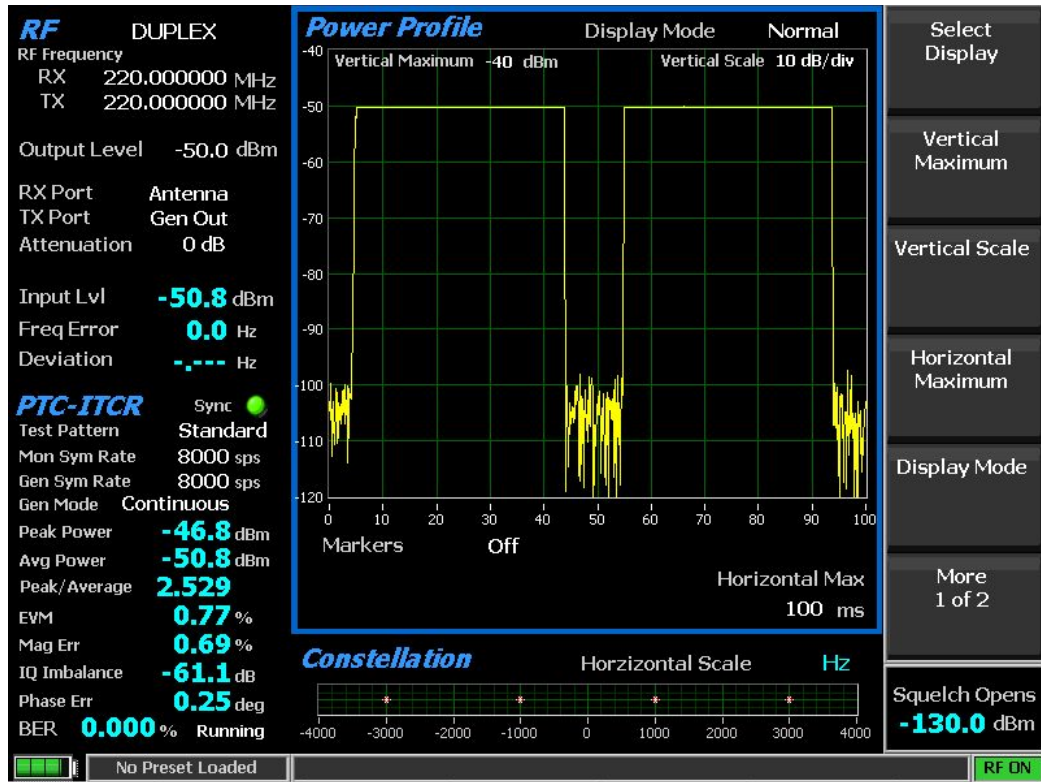 RF DUPLEX
RF Frequency
RX 220.000000 MHz
TX 220.000000 MHz
Output Level -50.0 dBm
RX Port Antenna
TX Port Gen Out
Attenuation 0 dB
Input Lvl -50.8 dBm
Freq Error 0.0 Hz
Deviation -.--- Hz
PTC-ITCR Sync
Test Pattern Standard
Mon Sym Rate 8000 sps
Gen Sym Rate 8000 sps
Gen Mode Continuous
Peak Power -46.8 dBm
Avg Power -50.8 dBm
Peak/Average 2.529
EVM 0.77 %
Mag Err 0.69 %
IQ Imbalance -61.1 dB
Phase Err 0.25 deg
BER 0.000 % Running
Power Profile Display Mode Normal
Vertical Maximum -40 dBm Vertical Scale 10 dB/div
-40
-50
-60
-70
-80
-90
-100
-110
-120
0 10 20 30 40 50 60 70 80 90 100
Markers Off
Horizontal Max
100 ms
Constellation Horzizontal Scale Hz
-4000 -3000 -2000 -1000 0 1000 2000 3000 4000
Select
Display
Vertical
Maximum
Vertical Scale
Horizontal
Maximum
Display Mode
More
1 of 2
Squelch Opens
-130.0 dBm
No Preset Loaded
RF ON